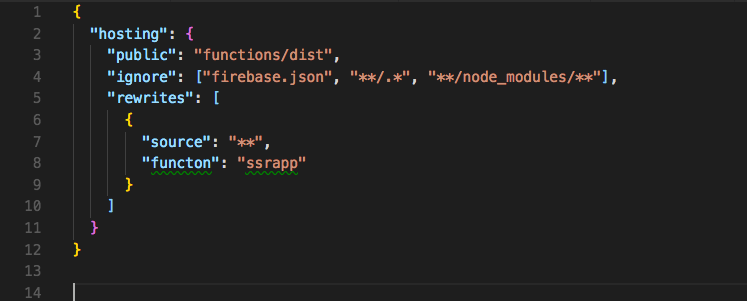 1 {
2   "hosting": {
3     "public": "functions/dist",
4     "ignore": ["firebase.json", "**/.*", "**/node_modules/**"],
5     "rewrites": [
6       {
7         "source": "**",
8         "functon": "ssrapp"
9       }
10     ]
11   }
12 }
13
14